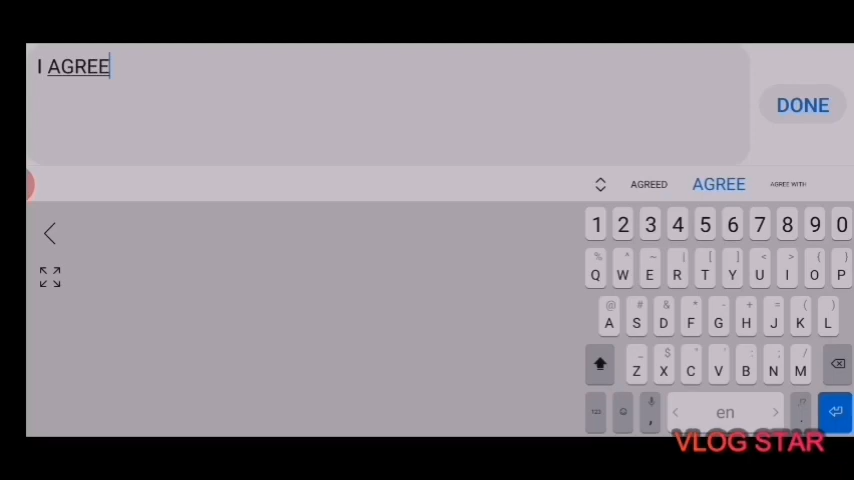 I AGREE
DONE
AGREED AGREE AGREE WITH
1 2 3 4 5 6 7 8 9 0
% ^ ~ | [ ] < > { }
Q W E R T Y U I O P
@ # & * - + = ( )
A S D F G H J K L
_ $ " ' : ; /
Z X C V B N M
, < en > .
VLOG STAR